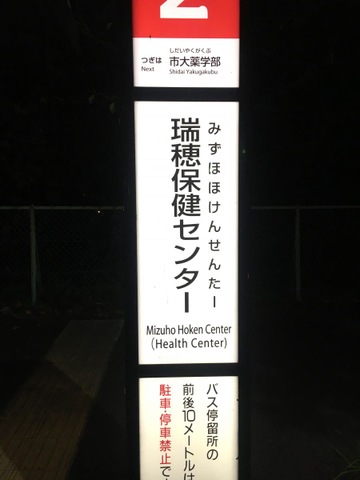 2
つぎは
Next
しだいやくがくぶ
市大薬学部
Shidai Yakugakubu
みずほほけんせんたー
瑞穂保健センター
Mizuho Hoken Center
(Health Center)
バス停留所の
前後10メートルは
駐車・停車禁止で